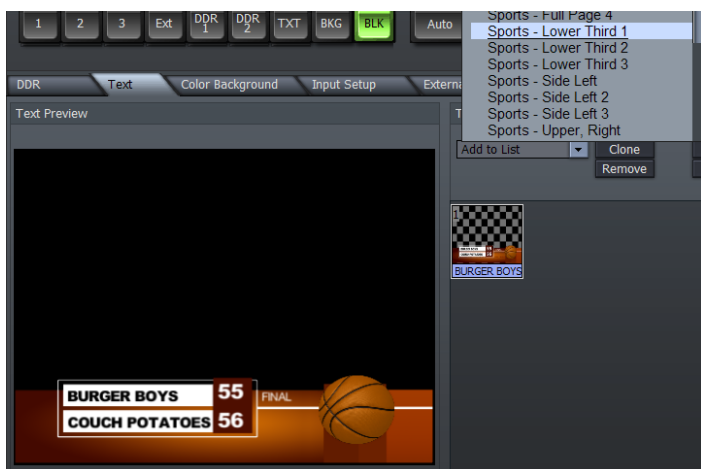 1 2 3 Ext DDR 1 DDR 2 TXT BKG BLK Auto
Sports - Full Page 4
Sports - Lower Third 1
Sports - Lower Third 2
Sports - Lower Third 3
Sports - Side Left
Sports - Side Left 2
Sports - Side Left 3
Sports - Upper, Right
DDR Text Color Background Input Setup Externa
Text Preview
T
Add to List Clone
Remove
1
BURGER BOYS
BURGER BOYS 55 FINAL
COUCH POTATOES 56